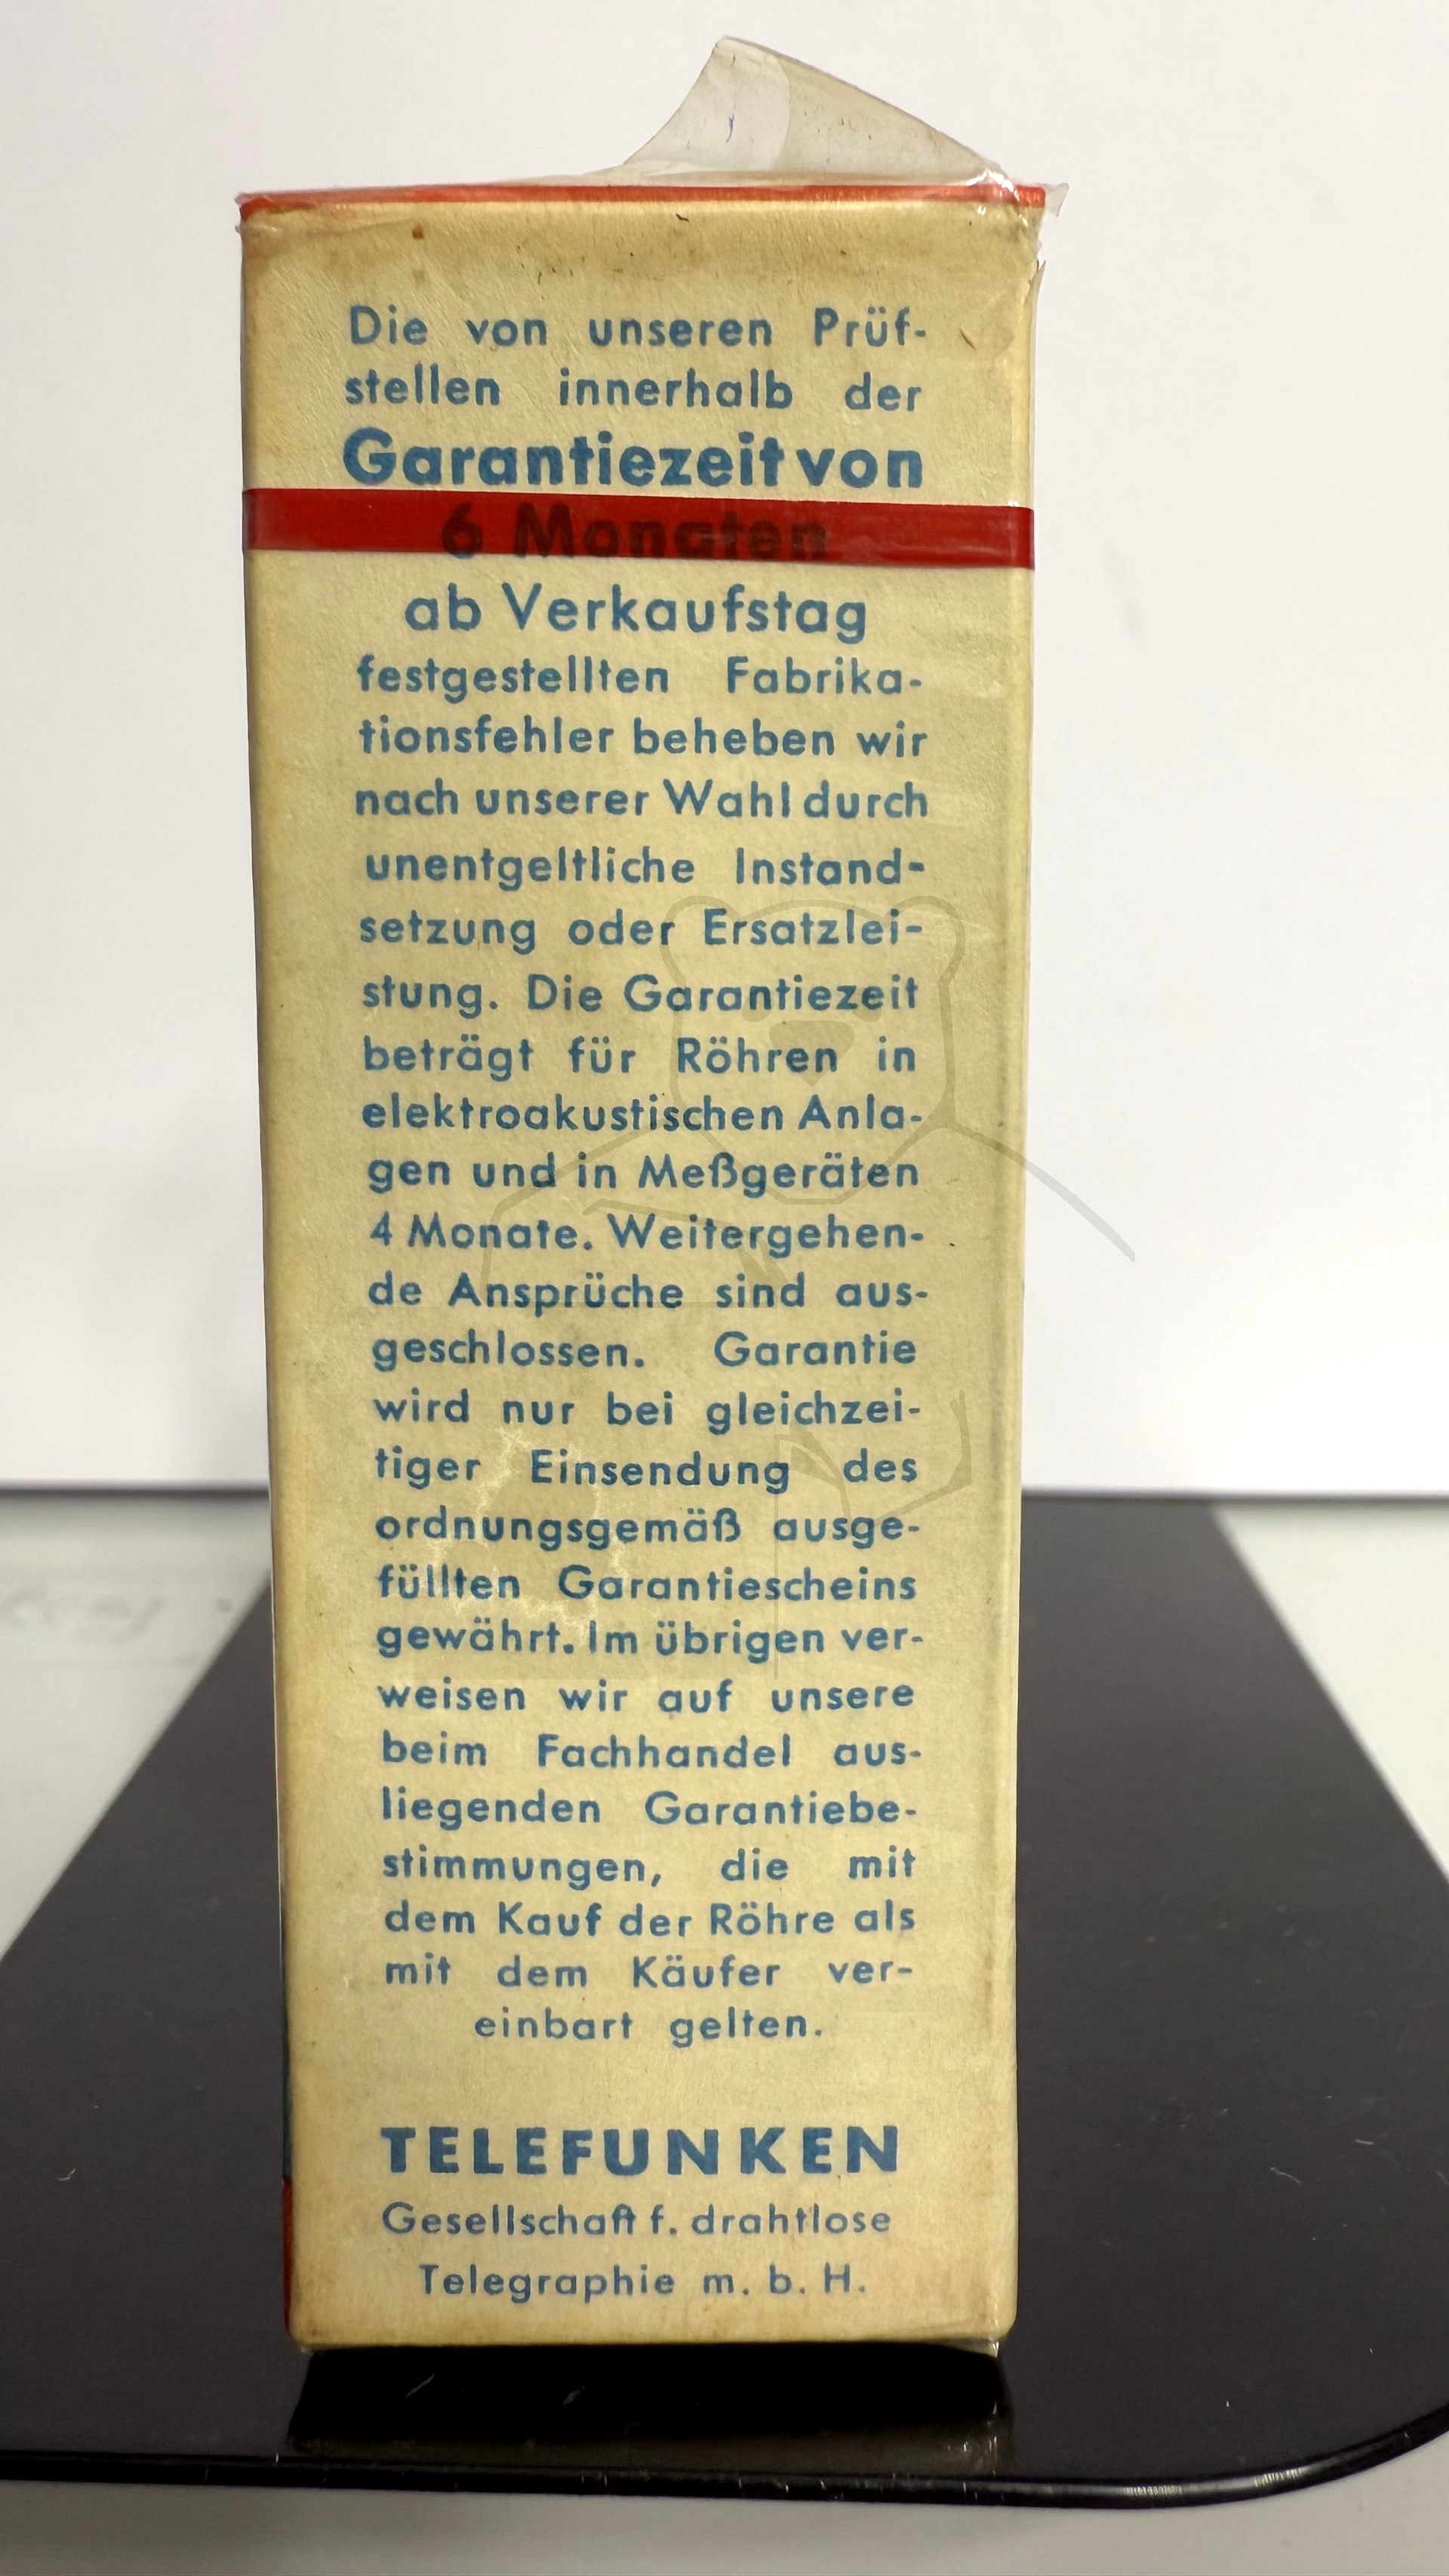 Die von unseren Prüf-
stellen innerhalb der
Garantiezeit von
6 Monaten
ab Verkaufstag
festgestellten Fabrika-
tionsfehler beheben wir
nach unserer Wahl durch
unentgeltliche Instand-
setzung oder Ersatzlei-
stung. Die Garantiezeit
beträgt für Röhren in
elektroakustischen Anla-
gen und in Meßgeräten
4 Monate. Weitergehen-
de Ansprüche sind aus-
geschlossen. Garantie
wird nur bei gleichzei-
tiger Einsendung des
ordnungsgemäß ausge-
füllten Garantiescheins
gewährt. Im übrigen ver-
weisen wir auf unsere
beim Fachhandel aus-
liegenden Garantiebe-
stimmungen, die mit
dem Kauf der Röhre als
mit dem Käufer ver-
einbart gelten.
TELEFUNKEN
Gesellschaft f. drahtlose
Telegraphie m. b. H.